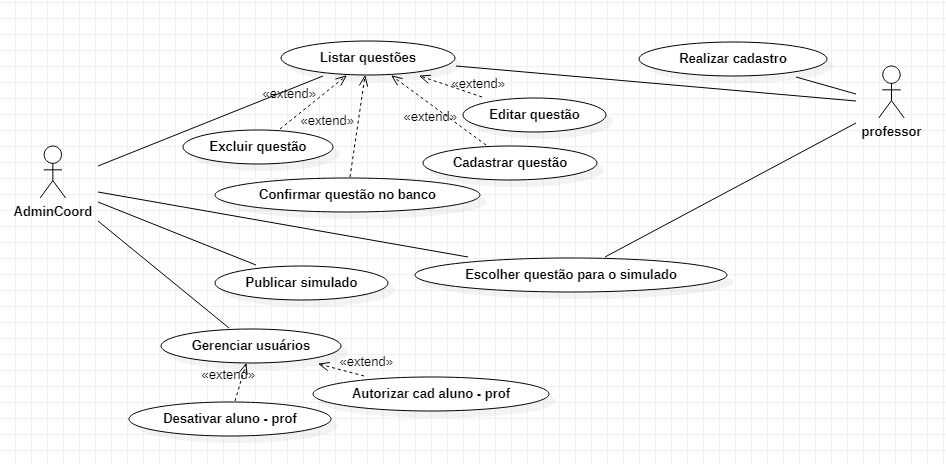 Listar questões
Realizar cadastro
«extend»
«extend»
«extend»
«extend»
Editar questão
professor
Excluir questão
Cadastrar questão
AdminCoord
Confirmar questão no banco
Publicar simulado
Escolher questão para o simulado
Gerenciar usuários
«extend»
«extend»
Autorizar cad aluno - prof
Desativar aluno - prof